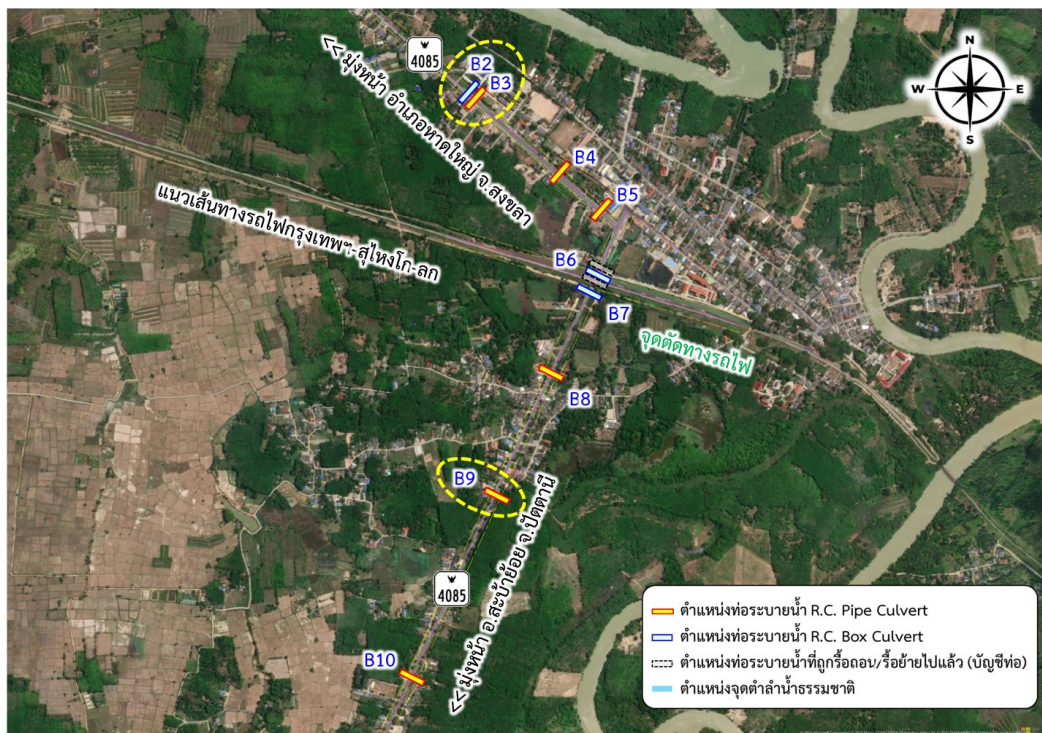 N
W
E
S
4085
<< มุ่งหน้า อำเภอหาดใหญ่ จ.สงขลา
B2
B3
B4
B5
แนวเส้นทางรถไฟกรุงเทพฯ-สุไหงโก-ลก
B6
B7
จุดตัดทางรถไฟ
B8
B9
<< มุ่งหน้า อ.สะบ้าย้อย จ.ปัตตานี
4085
B10
ตำแหน่งท่อระบายน้ำ R.C. Pipe Culvert
ตำแหน่งท่อระบายน้ำ R.C. Box Culvert
ตำแหน่งท่อระบายน้ำที่ถูกรื้อถอน/รื้อย้ายไปแล้ว (บัญชีท่อ)
ตำแหน่งจุดตำลำน้ำธรรมชาติ